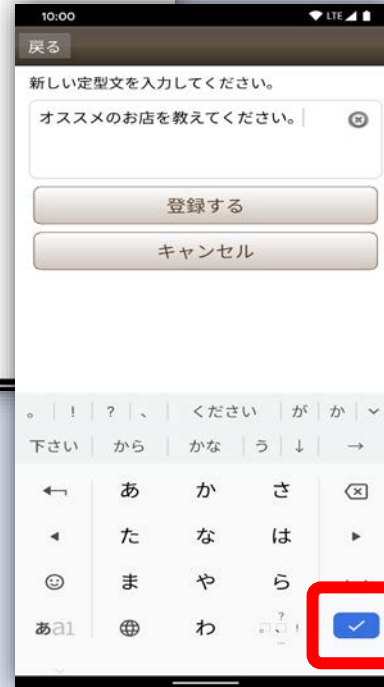 10:00 LTE
戻る
新しい定型文を入力してください。
オススメのお店を教えてください。
登録する
キャンセル
。 ! ? 、 ください が か
下さい から かな う ↓ →
あ か さ
た な は
ま や ら
あa1 わ 、 ? ! …